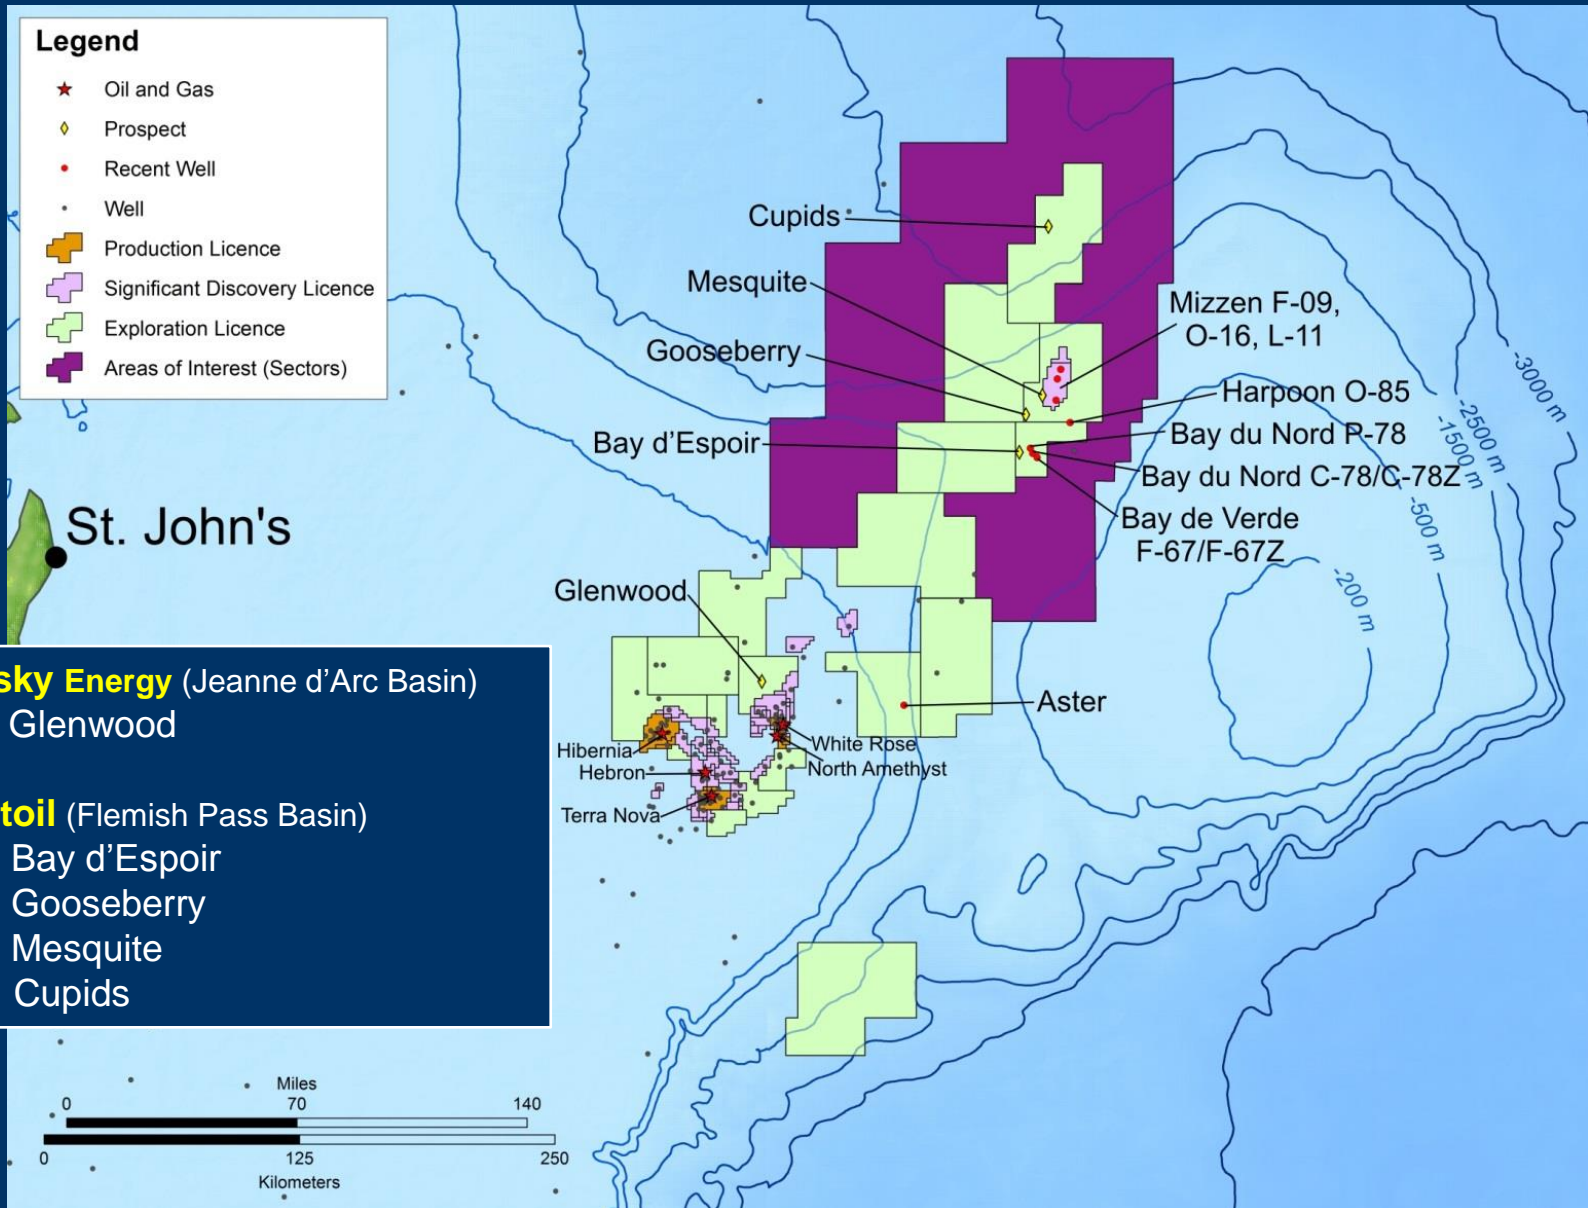 Legend
Oil and Gas
Prospect
Recent Well
Well
Production Licence
Significant Discovery Licence
Exploration Licence
Areas of Interest (Sectors)
Cupids
Mesquite
Gooseberry
Bay d'Espoir
Mizzen F-09,
O-16, L-11
Harpoon O-85
Bay du Nord P-78
Bay du Nord C-78/C-78Z
Bay de Verde
F-67/F-67Z
-3000 m
-2500 m
-1500 m
-500 m
-200 m
St. John's
Glenwood
Aster
Hibernia
Hebron
Terra Nova
White Rose
North Amethyst
sky Energy (Jeanne d'Arc Basin)
Glenwood
toil (Flemish Pass Basin)
Bay d'Espoir
Gooseberry
Mesquite
Cupids
Miles
0 70 140
0 125 250
Kilometers